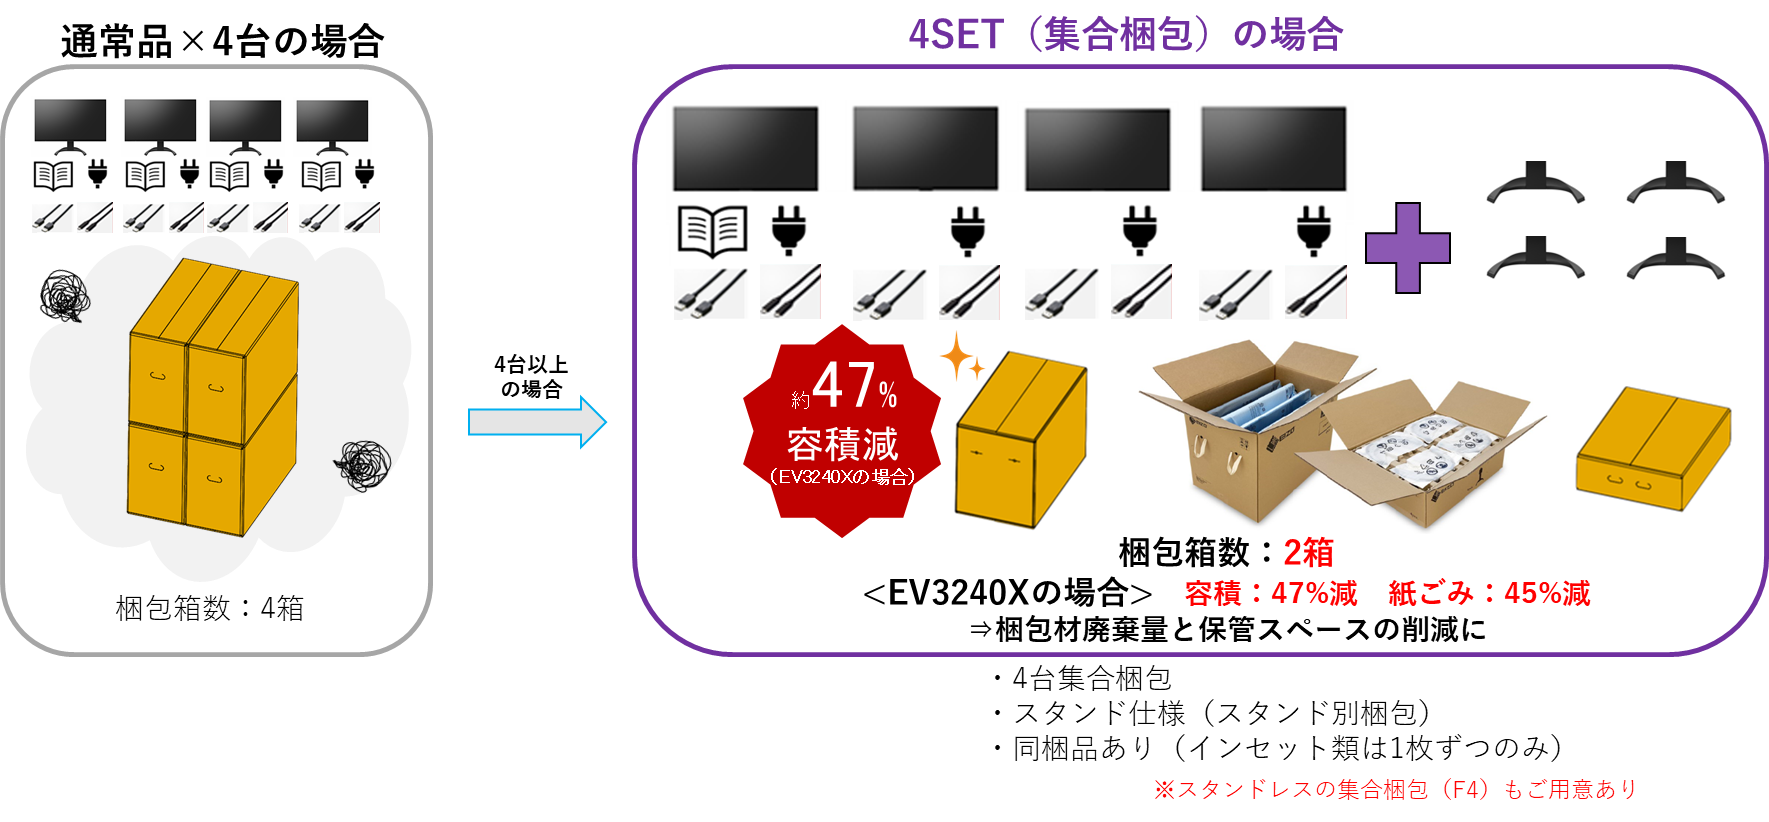 通常品×4台の場合
梱包箱数：4箱
4台以上
の場合
4SET（集合梱包）の場合
約47%
容積減
（EV3240Xの場合）
EIZO
EIZO
梱包箱数：2箱
<EV3240Xの場合> 容積：47%減 紙ごみ：45%減
⇒梱包材廃棄量と保管スペースの削減に
・4台集合梱包
・スタンド仕様（スタンド別梱包）
・同梱品あり（インセット類は1枚ずつのみ）
※スタンドレスの集合梱包（F4）もご用意あり